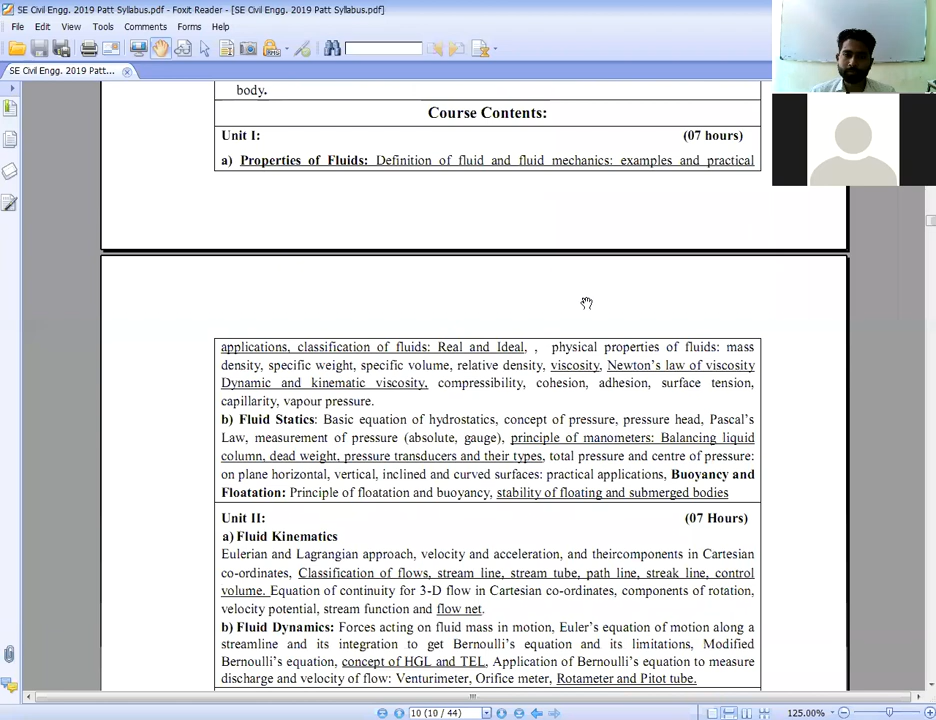 SE Civil Engg. 2019 Patt Syllabus.pdf - Foxit Reader - [SE Civil Engg. 2019 Patt Syllabus.pdf]
File Edit View Tools Comments Forms Help
SE Civil Engg. 2019 Patt...
body.
Course Contents:
Unit I: (07 hours)
a) Properties of Fluids: Definition of fluid and fluid mechanics: examples and practical
applications, classification of fluids: Real and Ideal, , physical properties of fluids: mass
density, specific weight, specific volume, relative density, viscosity, Newton's law of viscosity
Dynamic and kinematic viscosity, compressibility, cohesion, adhesion, surface tension,
capillarity, vapour pressure.
b) Fluid Statics: Basic equation of hydrostatics, concept of pressure, pressure head, Pascal's
Law, measurement of pressure (absolute, gauge), principle of manometers: Balancing liquid
column, dead weight, pressure transducers and their types, total pressure and centre of pressure:
on plane horizontal, vertical, inclined and curved surfaces: practical applications, Buoyancy and
Floatation: Principle of floatation and buoyancy, stability of floating and submerged bodies
Unit II: (07 Hours)
a) Fluid Kinematics
Eulerian and Lagrangian approach, velocity and acceleration, and theircomponents in Cartesian
co-ordinates, Classification of flows, stream line, stream tube, path line, streak line, control
volume. Equation of continuity for 3-D flow in Cartesian co-ordinates, components of rotation,
velocity potential, stream function and flow net.
b) Fluid Dynamics: Forces acting on fluid mass in motion, Euler's equation of motion along a
streamline and its integration to get Bernoulli's equation and its limitations, Modified
Bernoulli's equation, concept of HGL and TEL, Application of Bernoulli's equation to measure
discharge and velocity of flow: Venturimeter, Orifice meter, Rotameter and Pitot tube.
10 (10 / 44) 125.00%